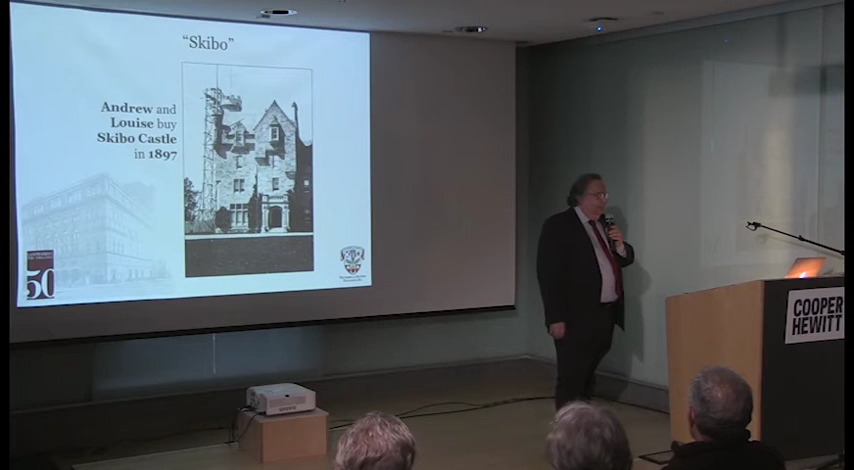 “Skibo”
Andrew and
Louise buy
Skibo Castle
in 1897
50
COOPER
HEWITT